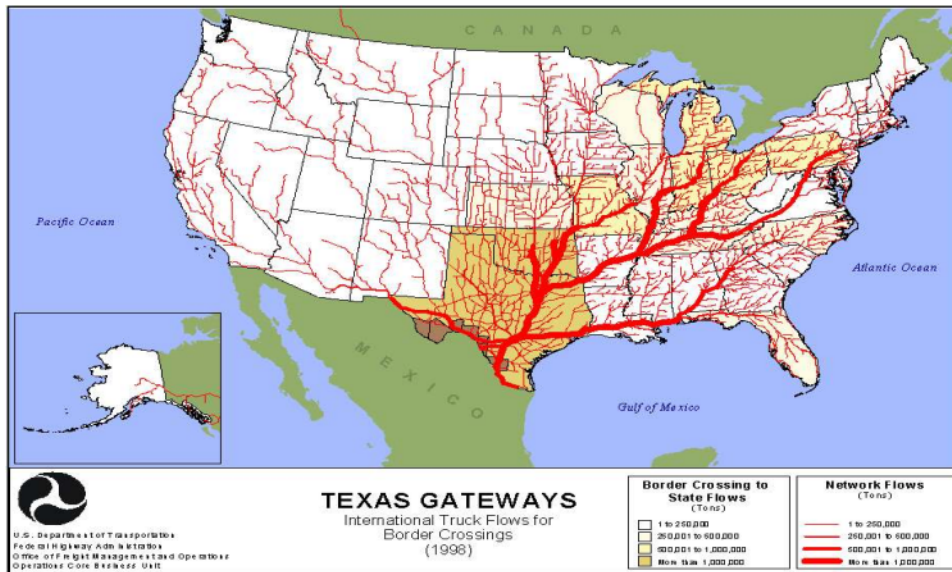 CANADA
Pacific Ocean
Atlantic Ocean
MEXICO
Gulf of Mexico
U.S. Department of Transportation
Federal Highway Administration
Office of Freight Management and Operations
Operations Core Business Unit
TEXAS GATEWAYS
International Truck Flows for
Border Crossings
(1998)
Border Crossing to
State Flows
(Tons)
1 to 250,000
250,001 to 500,000
500,001 to 1,000,000
More than 1,000,000
Network Flows
(Tons)
1 to 250,000
250,001 to 500,000
500,001 to 1,000,000
More than 1,000,000